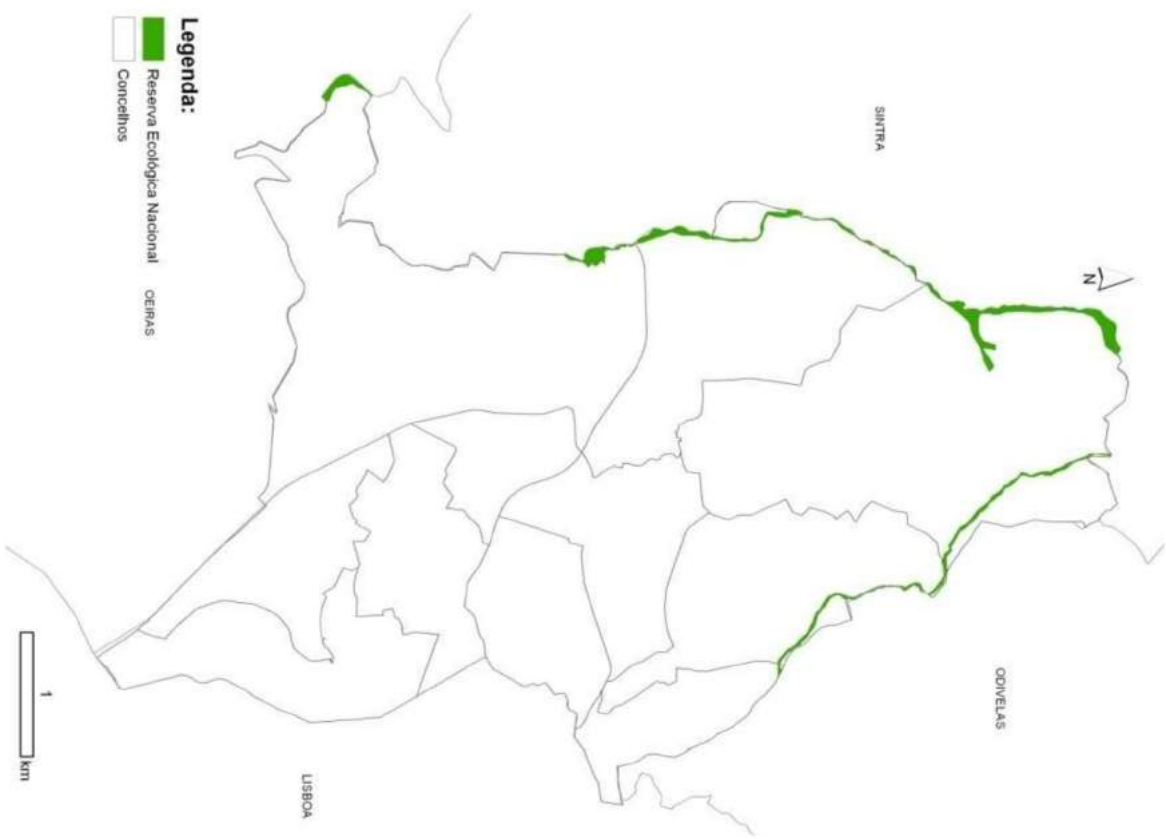 SINTRA
N
ODIVELAS
LISBOA
OEIRAS
Legenda:
Reserva Ecológica Nacional
Concelhos
1
km